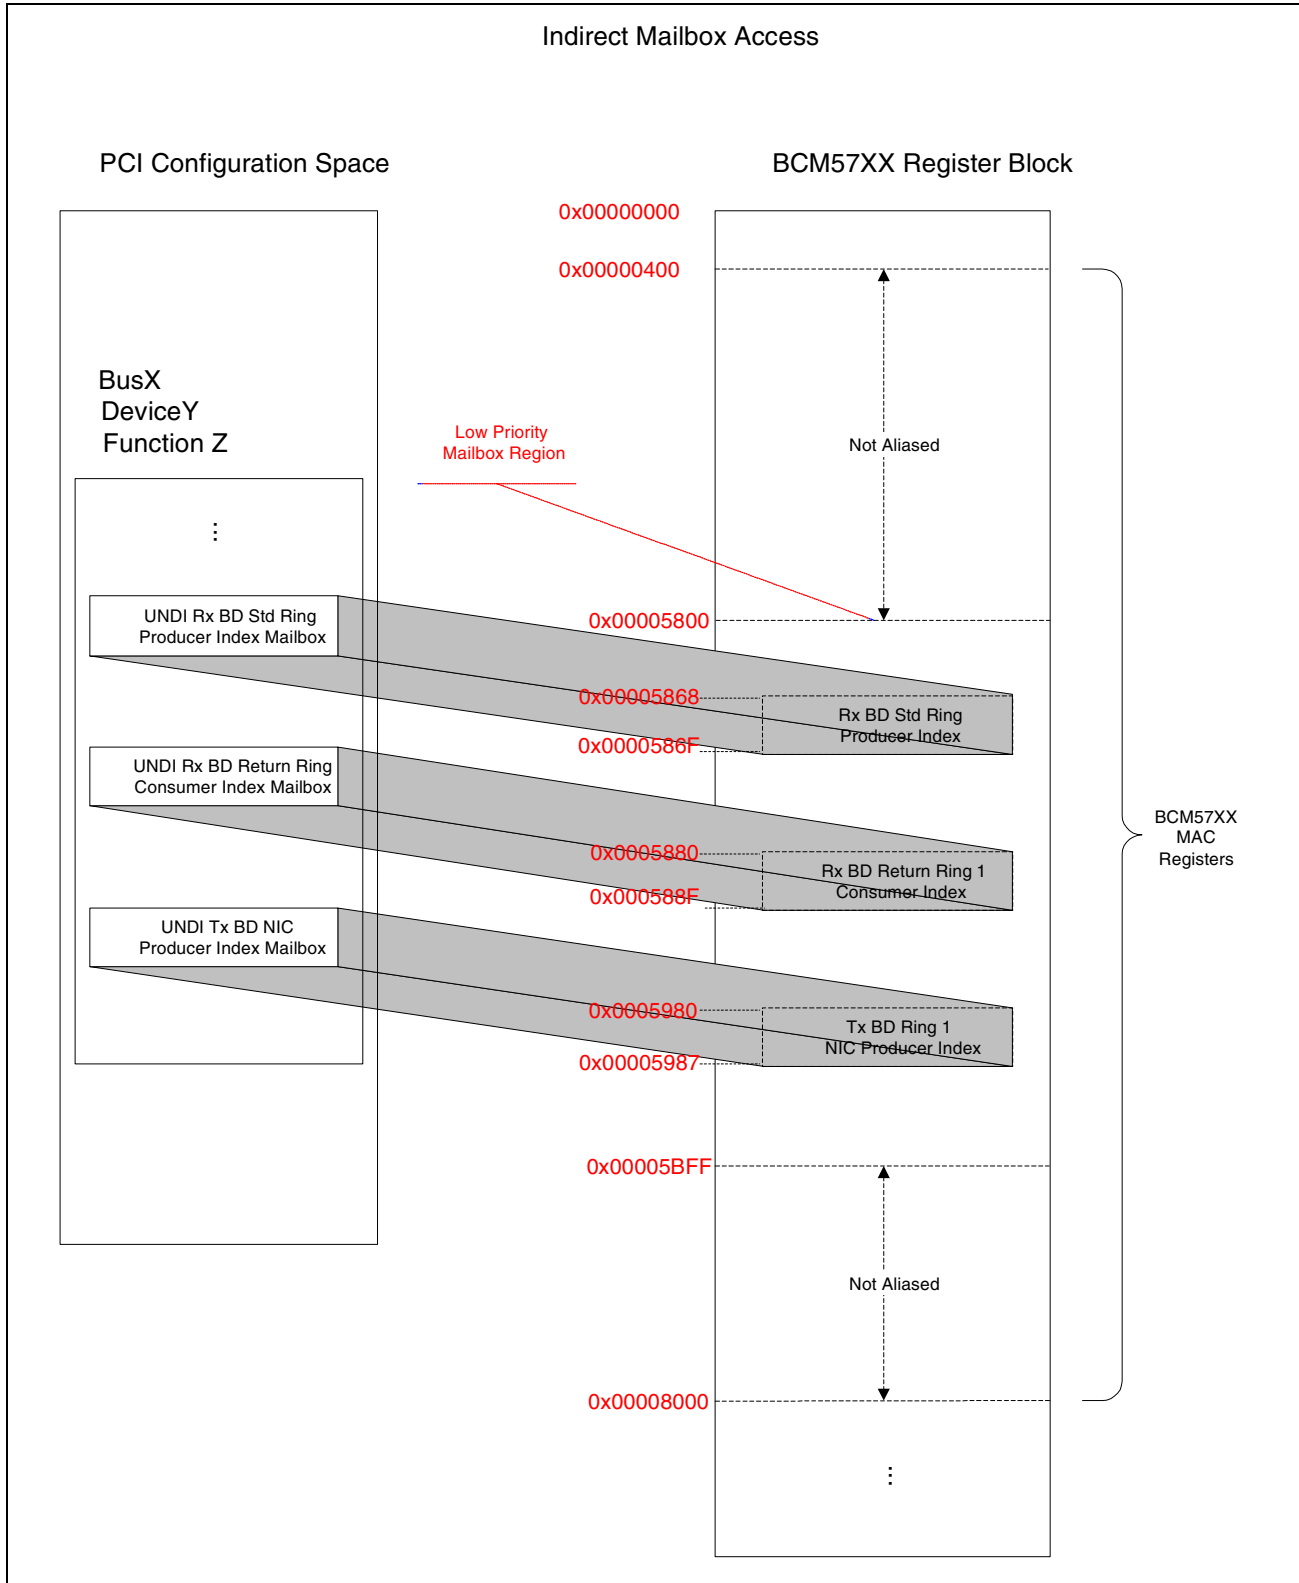 Indirect Mailbox Access
PCI Configuration Space
BCM57XX Register Block
0x00000000
0x00000400
BusX
DeviceY
Function Z
Low Priority
Mailbox Region
Not Aliased
⋮
UNDI Rx BD Std Ring
Producer Index Mailbox
0x00005800
0x00005868
Rx BD Std Ring
Producer Index
0x0000586F
UNDI Rx BD Return Ring
Consumer Index Mailbox
0x0005880
Rx BD Return Ring 1
Consumer Index
0x000588F
BCM57XX
MAC
Registers
UNDI Tx BD NIC
Producer Index Mailbox
0x0005980
Tx BD Ring 1
NIC Producer Index
0x00005987
0x00005BFF
Not Aliased
0x00008000
⋮